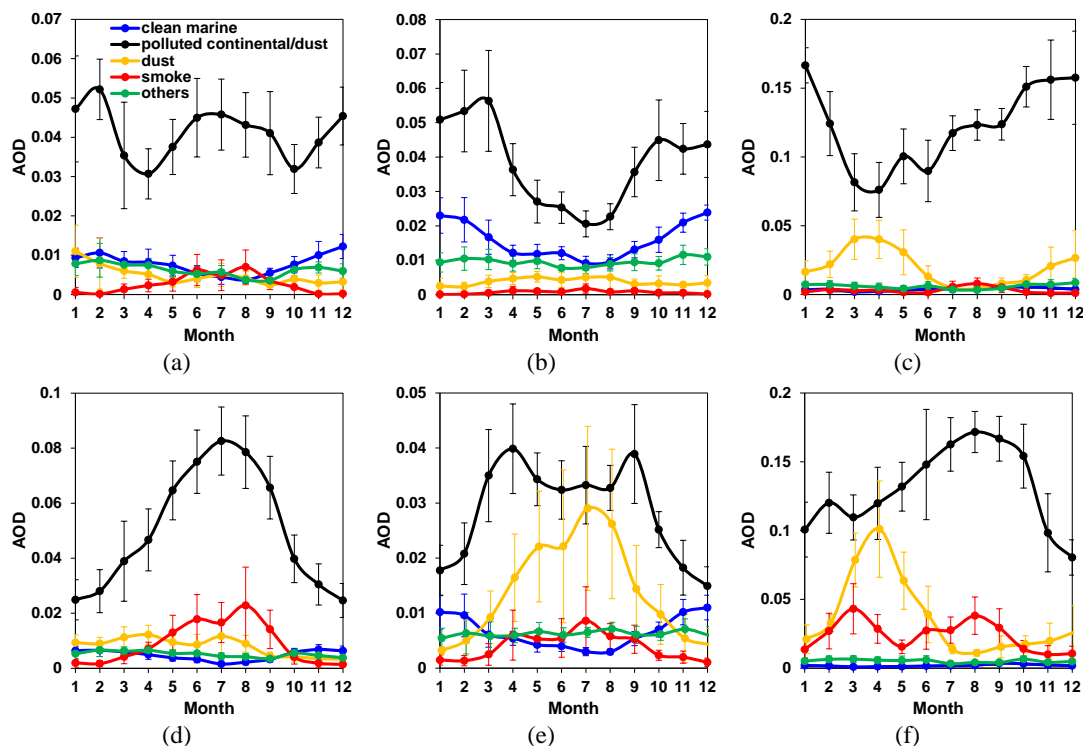 0.07
0.06
0.05
0.04
0.03
0.02
0.01
0
AOD
clean marine
polluted continental/dust
dust
smoke
others
1 2 3 4 5 6 7 8 9 10 11 12
Month
(a)
0.08
0.07
0.06
0.05
0.04
0.03
0.02
0.01
0
AOD
1 2 3 4 5 6 7 8 9 10 11 12
Month
(b)
0.2
0.15
0.1
0.05
0
AOD
1 2 3 4 5 6 7 8 9 10 11 12
Month
(c)
0.1
0.08
0.06
0.04
0.02
0
AOD
1 2 3 4 5 6 7 8 9 10 11 12
Month
(d)
0.05
0.04
0.03
0.02
0.01
0
AOD
1 2 3 4 5 6 7 8 9 10 11 12
Month
(e)
0.2
0.15
0.1
0.05
0
AOD
1 2 3 4 5 6 7 8 9 10 11 12
Month
(f)